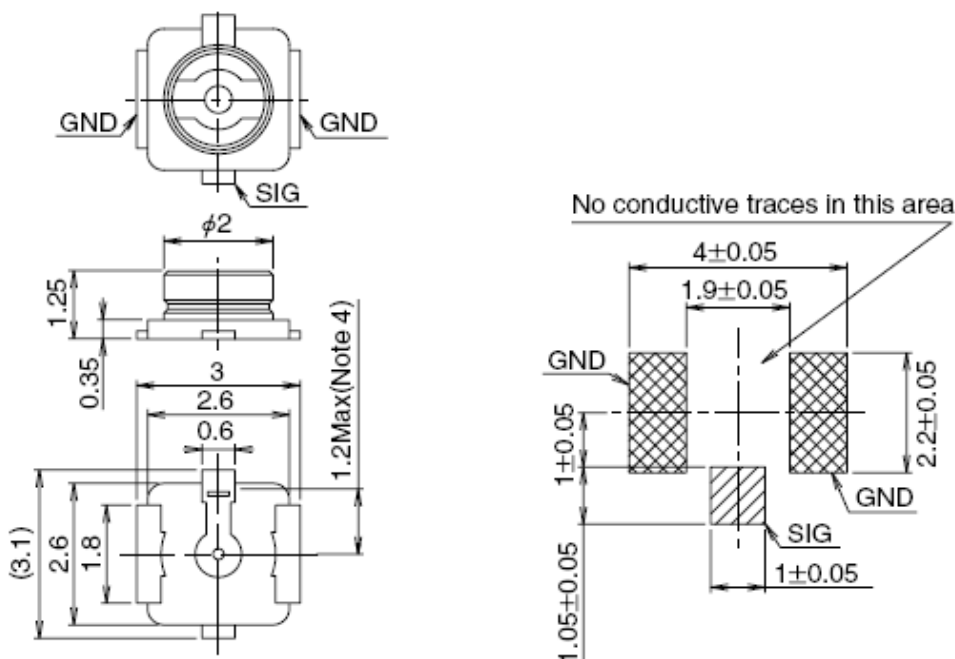 GND
GND
SIG
ϕ2
1.25
0.35
3
2.6
0.6
1.2Max(Note 4)
(3.1)
2.6
1.8
No conductive traces in this area
4±0.05
1.9±0.05
GND
2.2±0.05
1±0.05
GND
SIG
1±0.05
1.05±0.05